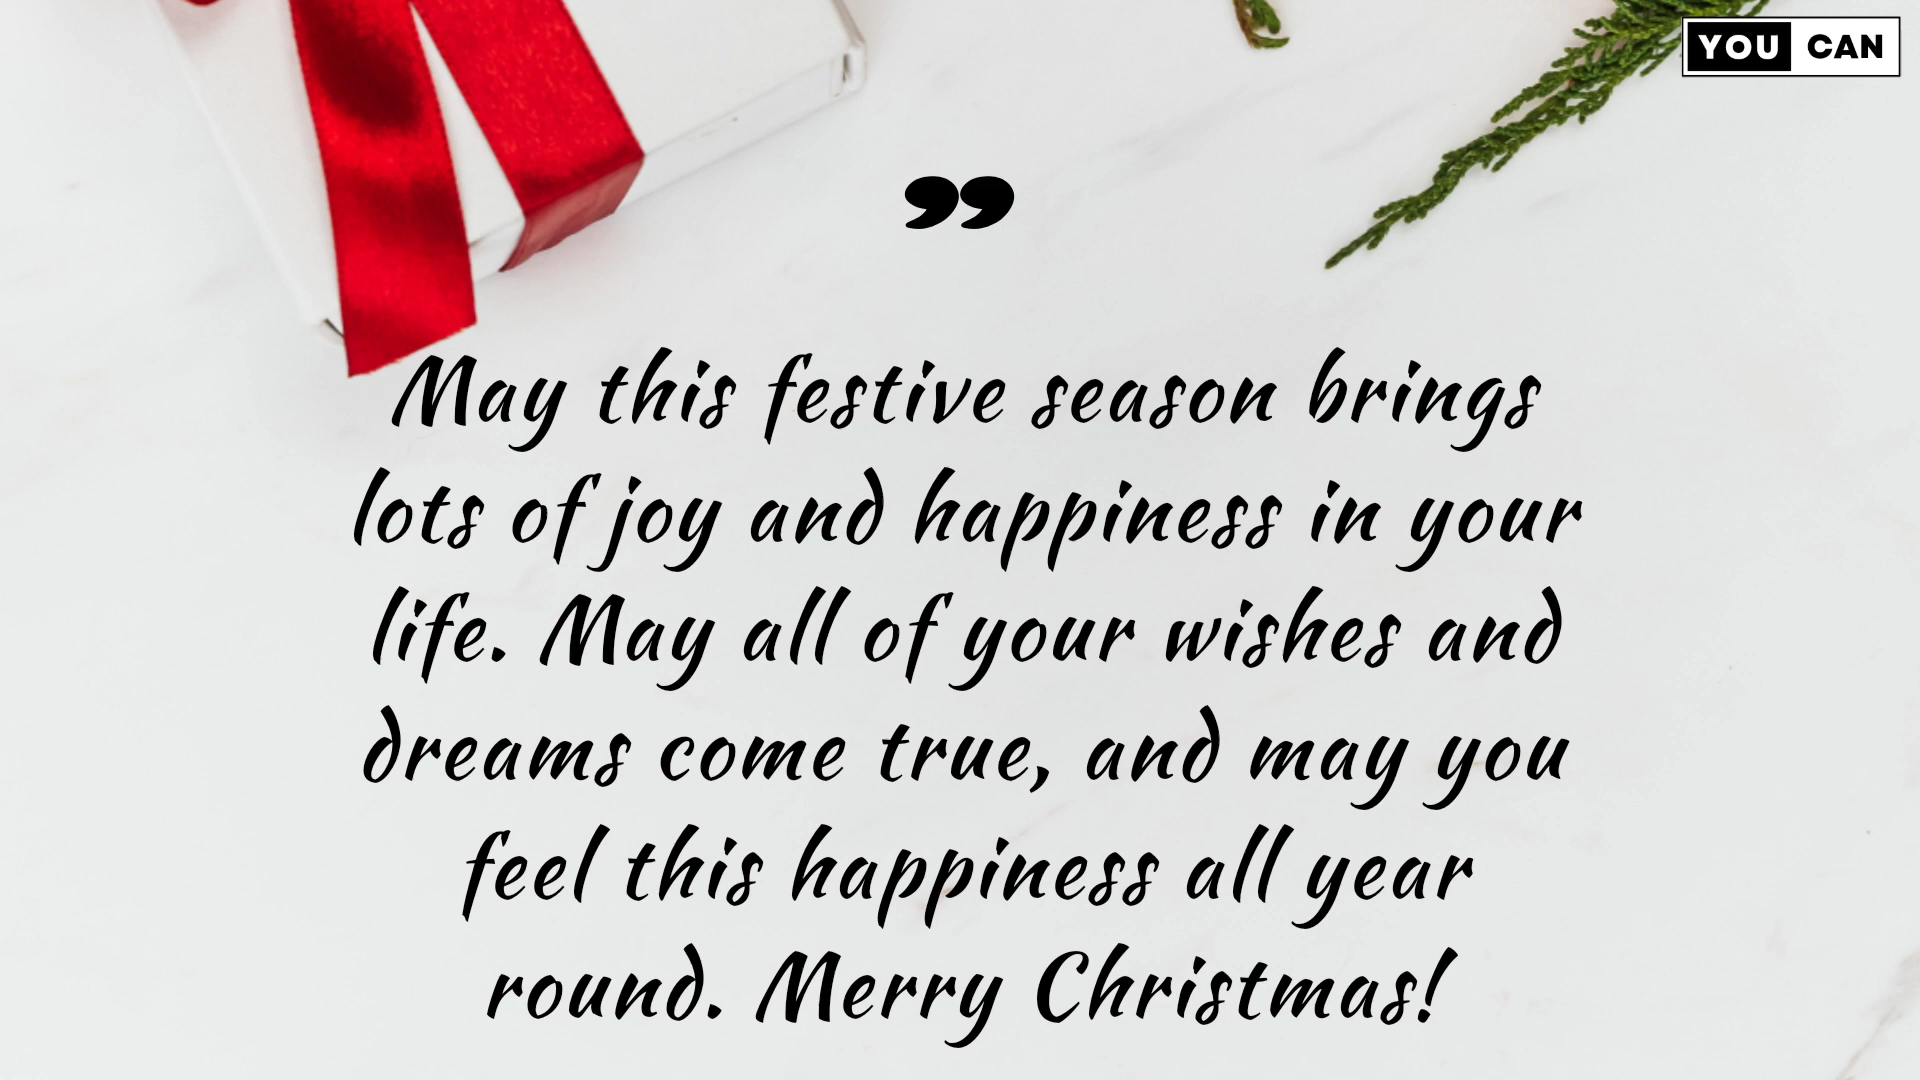 YOU CAN
”
May this festive season brings
lots of joy and happiness in your
life. May all of your wishes and
dreams come true, and may you
feel this happiness all year
round. Merry Christmas!